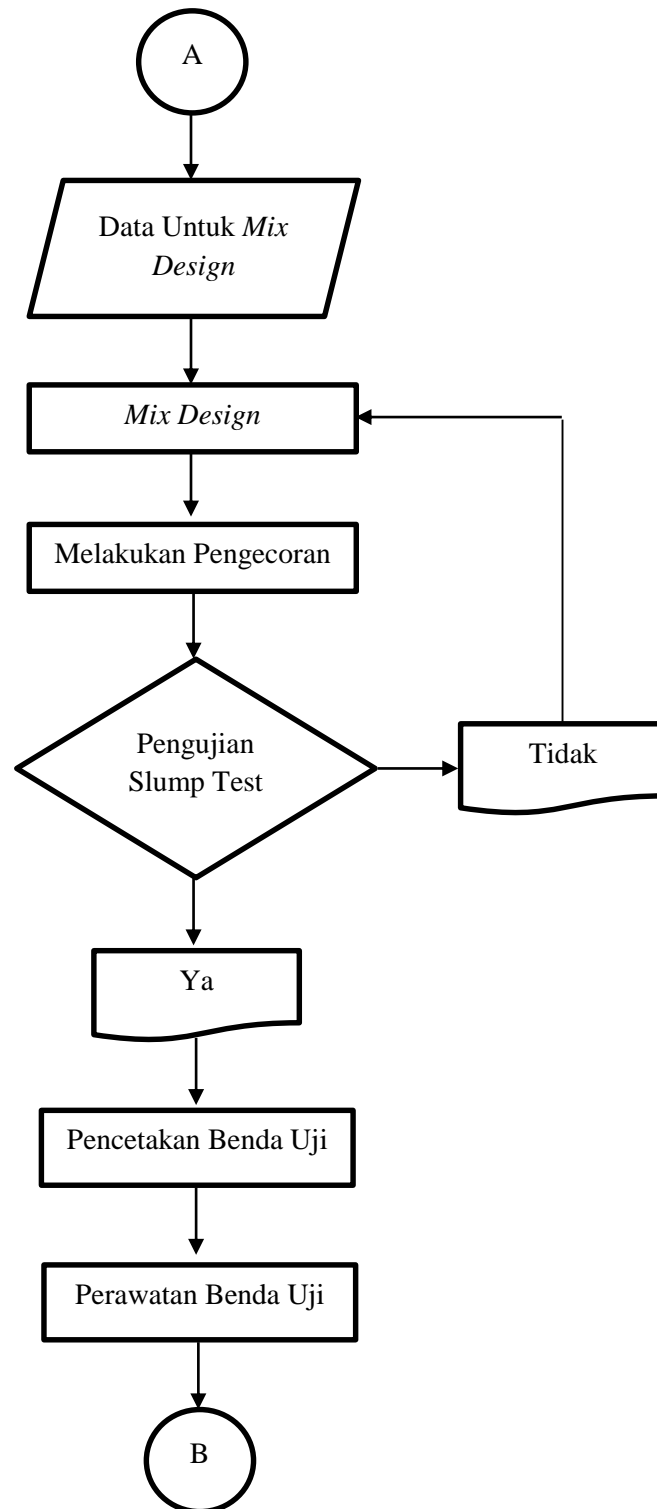 A
Data Untuk Mix
Design
Mix Design
Melakukan Pengecoran
Pengujian
Slump Test
Tidak
Ya
Pencetakan Benda Uji
Perawatan Benda Uji
B